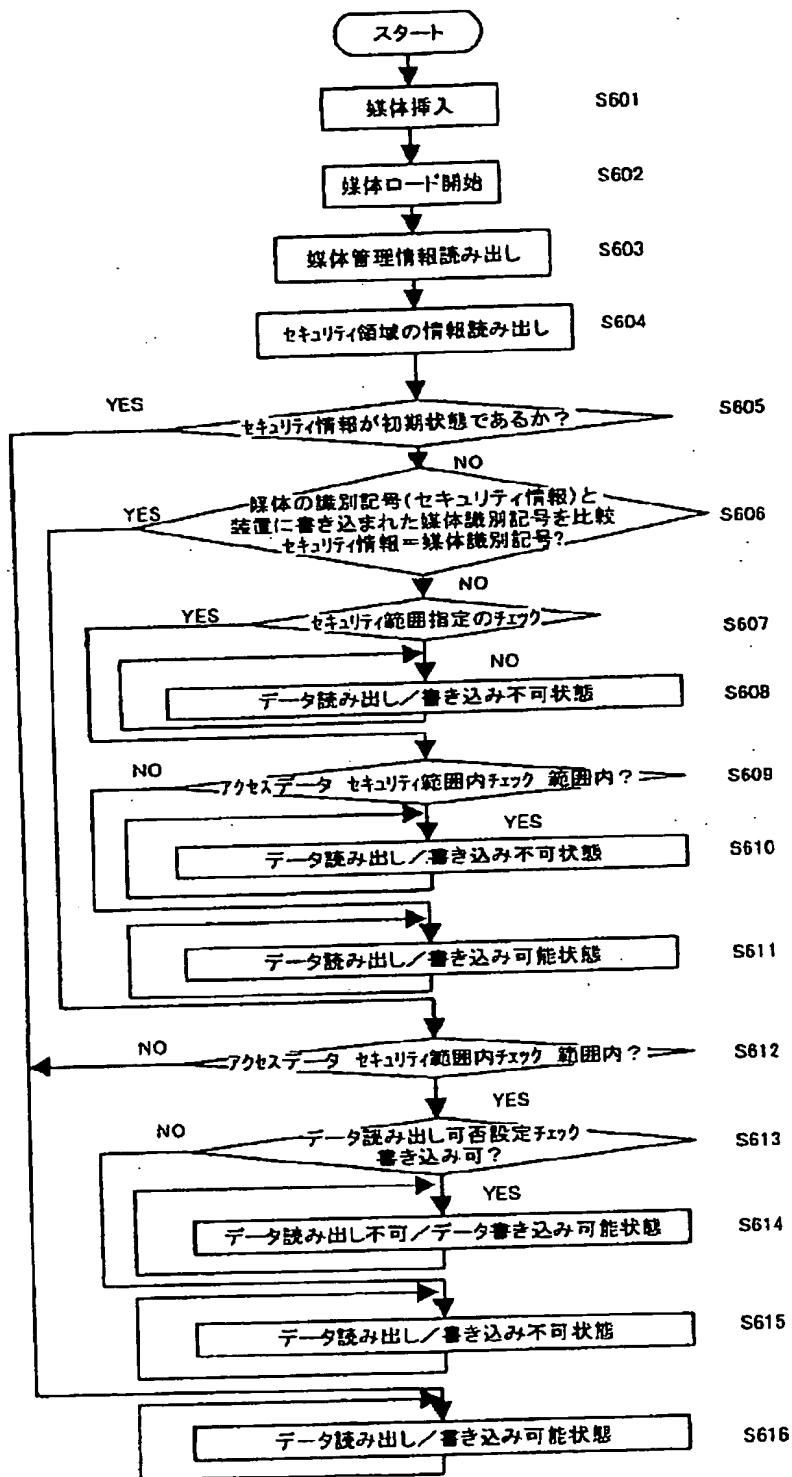 スタート
媒体挿入
S601
媒体ロード開始
S602
媒体管理情報読み出し
S603
セキュリティ領域の情報読み出し
S604
YES
セキュリティ情報が初期状態であるか?
S605
NO
YES
媒体の識別記号(セキュリティ情報)と
装置に書き込まれた媒体識別記号を比較
セキュリティ情報=媒体識別記号?
S606
NO
YES
セキュリティ範囲指定のチェック
S607
NO
データ読み出し/書き込み不可状態
S608
NO
アクセスデータ セキュリティ範囲内チェック 範囲内?
S609
YES
データ読み出し/書き込み不可状態
S610
データ読み出し/書き込み可能状態
S611
NO
アクセスデータ セキュリティ範囲内チェック 範囲内?
S612
YES
NO
データ読み出し可否設定チェック
書き込み可?
S613
YES
データ読み出し不可/データ書き込み可能状態
S614
データ読み出し/書き込み不可状態
S615
データ読み出し/書き込み可能状態
S616